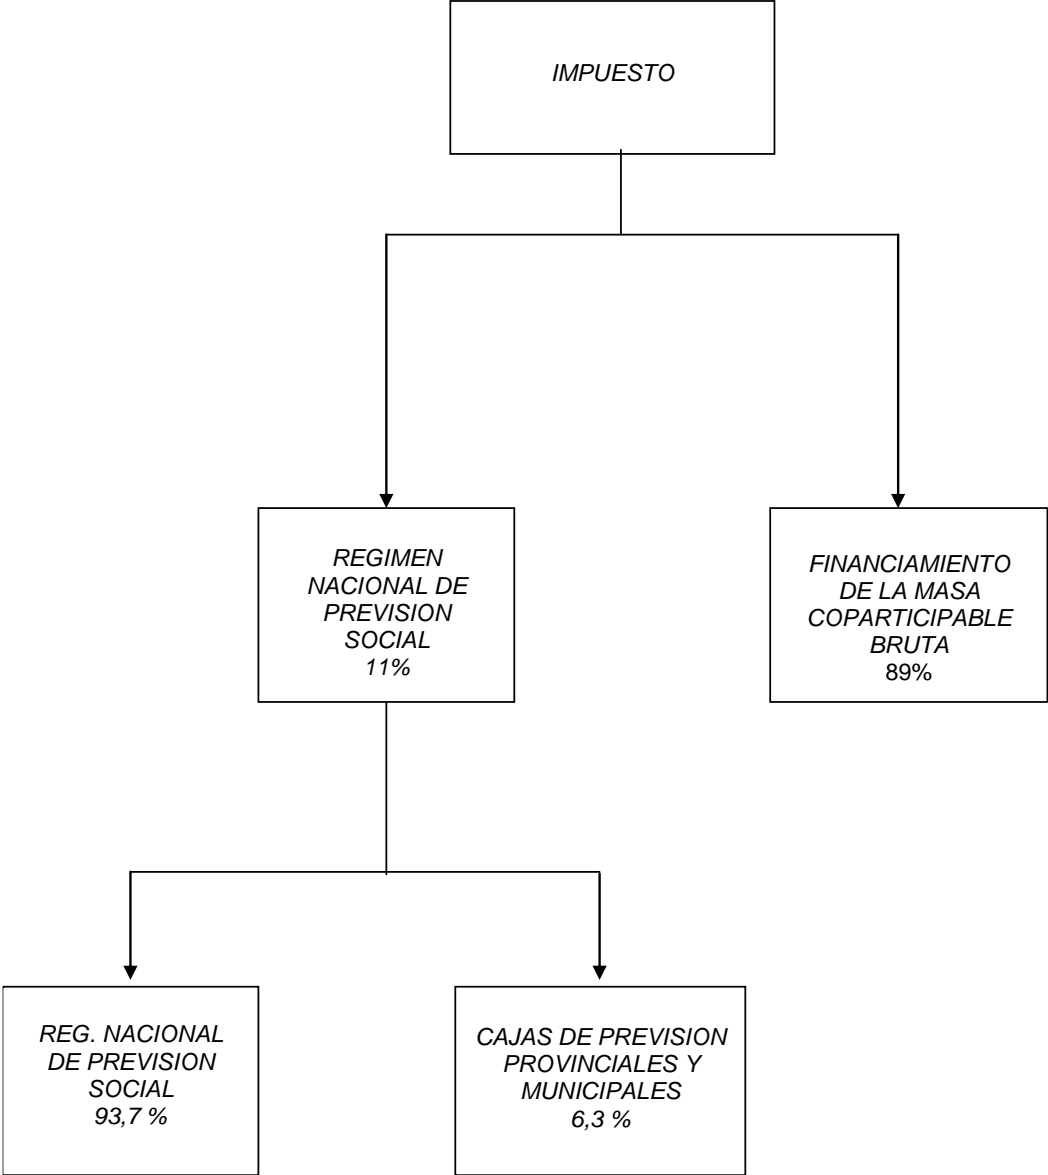 IMPUESTO
REGIMEN
NACIONAL DE
PREVISION
SOCIAL
11%
FINANCIAMIENTO
DE LA MASA
COPARTICIPABLE
BRUTA
89%
REG. NACIONAL
DE PREVISION
SOCIAL
93,7 %
CAJAS DE PREVISION
PROVINCIALES Y
MUNICIPALES
6,3 %